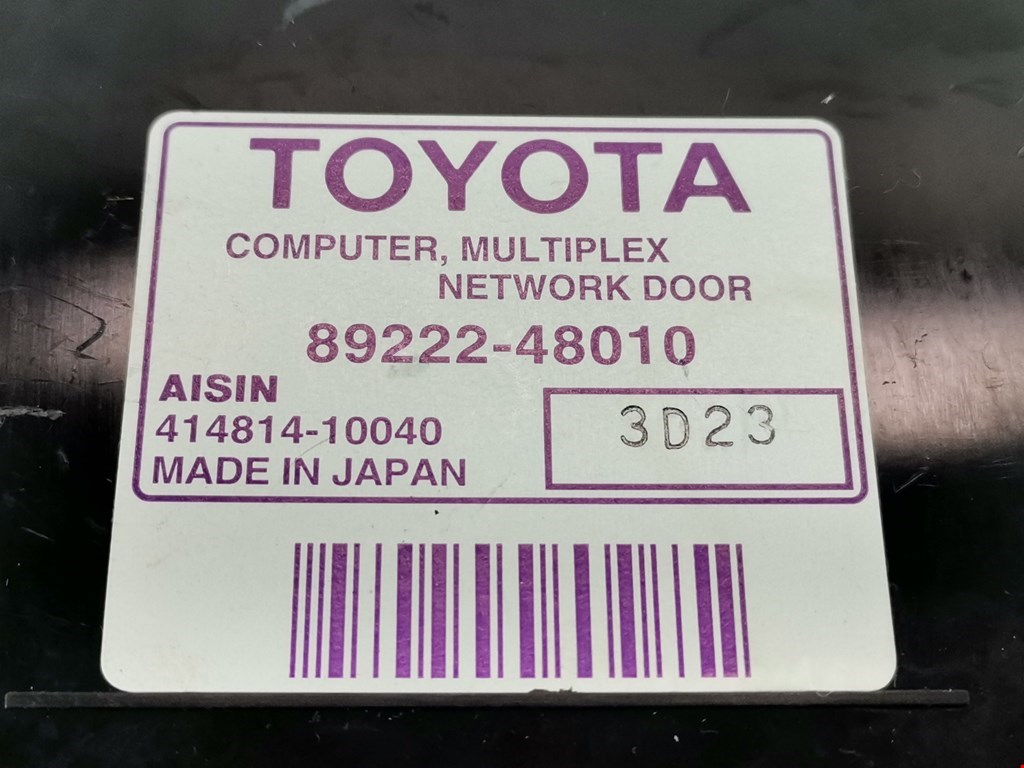 TOYOTA
COMPUTER, MULTIPLEX
NETWORK DOOR
89222-48010
AISIN
414814-10040
MADE IN JAPAN
3D23